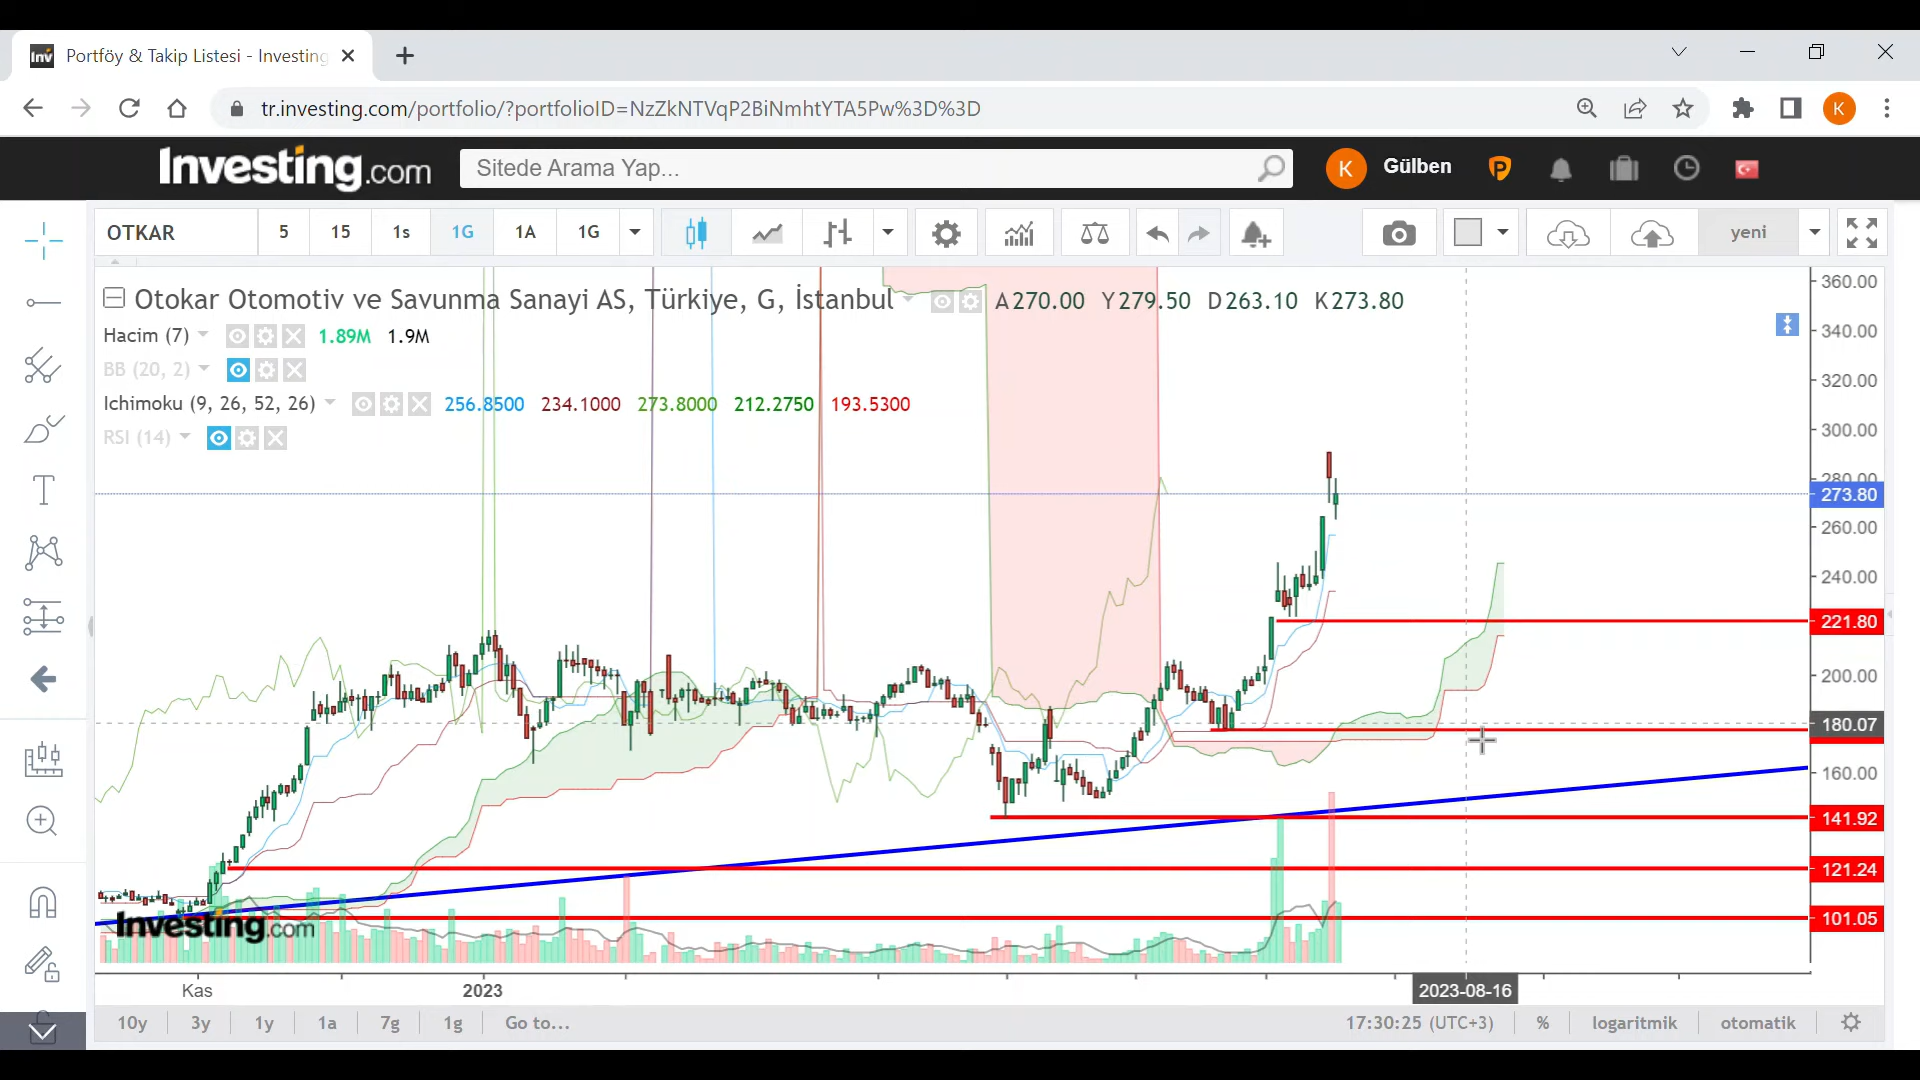 inv Portföy & Takip Listesi - Investing
tr.investing.com/portfolio/?portfolioID=NzZkNTVqP2BiNmhtYTA5Pw%3D%3D
K
Investing.com
Sitede Arama Yap...
K Gülben
OTKAR 5 15 1s 1G 1A 1G yeni
Otokar Otomotiv ve Savunma Sanayi AS, Türkiye, G, İstanbul A270.00 Y279.50 D263.10 K273.80
Hacim (7) 1.89M 1.9M
BB (20, 2)
Ichimoku (9, 26, 52, 26) 256.8500 234.1000 273.8000 212.2750 193.5300
RSI (14)
360.00
340.00
320.00
300.00
280.00
273.80
260.00
240.00
221.80
200.00
180.07
160.00
141.92
121.24
101.05
Investing.com
Kas 2023 2023-08-16
10y 3y 1y 1a 7g 1g Go to... 17:30:25 (UTC+3) % logaritmik otomatik